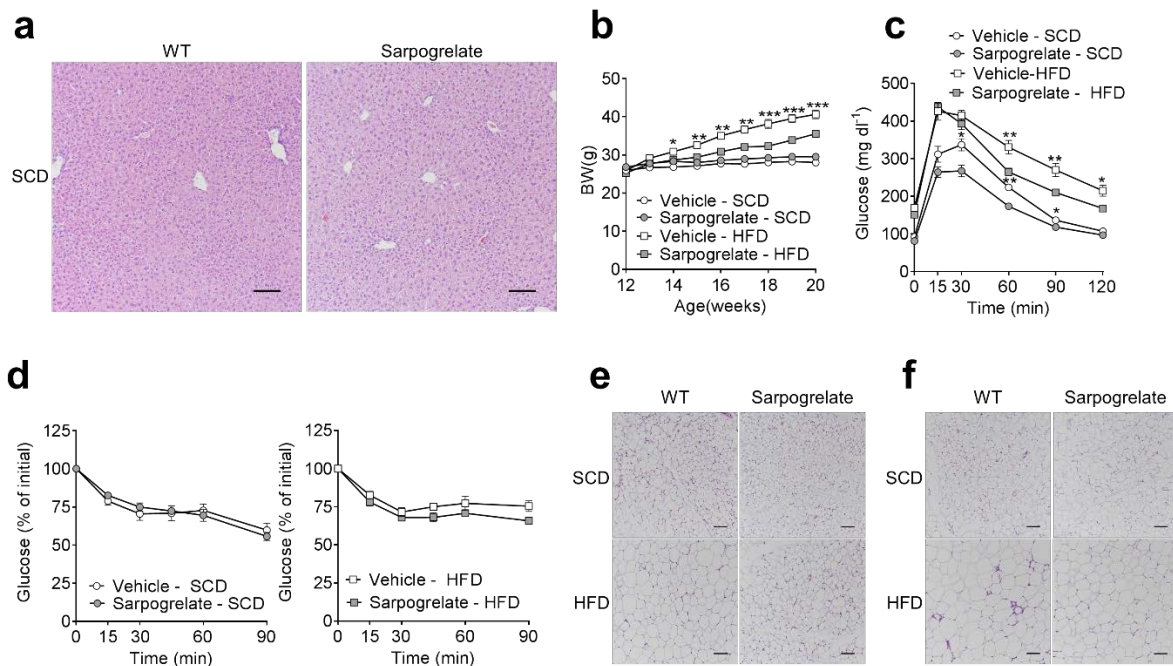 a
WT
Sarpogrelate
SCD
b
BW(g)
50
40
30
20
10
0
*
**
**
**
***
***
***
Vehicle - SCD
Sarpogrelate - SCD
Vehicle - HFD
Sarpogrelate - HFD
12
14
16
18
20
Age(weeks)
c
Vehicle - SCD
Sarpogrelate - SCD
Vehicle-HFD
Sarpogrelate - HFD
Glucose (mg dl⁻¹)
500
400
300
200
100
0
*
**
**
**
*
*
0
15
30
60
90
120
Time (min)
d
Glucose (% of initial)
125
100
75
50
25
0
Vehicle - SCD
Sarpogrelate - SCD
0
15
30
60
90
Time (min)
Glucose (% of initial)
125
100
75
50
25
0
Vehicle - HFD
Sarpogrelate - HFD
0
15
30
60
90
Time (min)
e
WT
Sarpogrelate
SCD
HFD
f
WT
Sarpogrelate
SCD
HFD